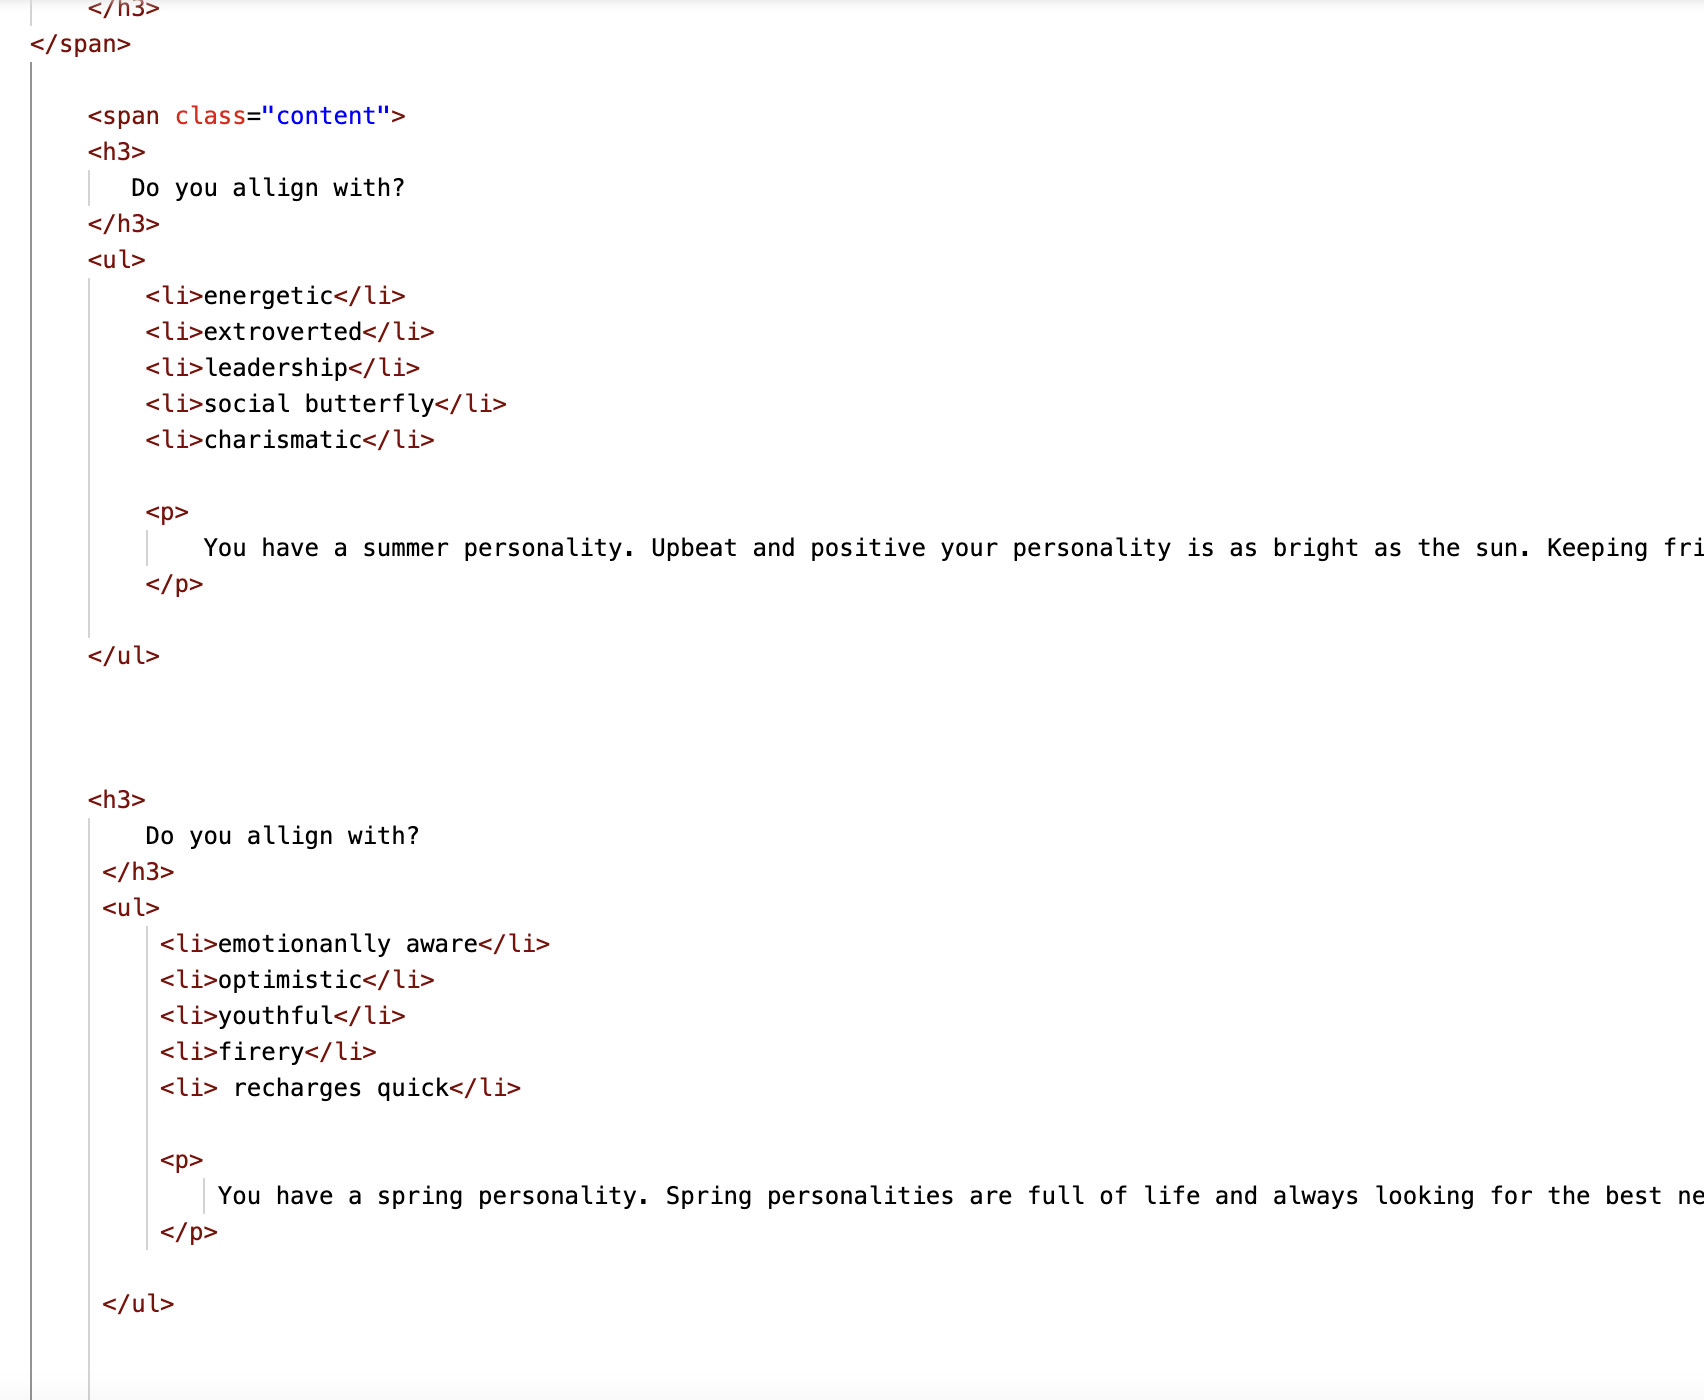 </h3>
</span>
<span class="content">
<h3>
Do you allign with?
</h3>
<ul>
<li>energetic</li>
<li>extroverted</li>
<li>leadership</li>
<li>social butterfly</li>
<li>charismatic</li>
<p>
You have a summer personality. Upbeat and positive your personality is as bright as the sun. Keeping fri
</p>
</ul>
<h3>
Do you allign with?
</h3>
<ul>
<li>emotionanlly aware</li>
<li>optimistic</li>
<li>youthful</li>
<li>firery</li>
<li> recharges quick</li>
<p>
You have a spring personality. Spring personalities are full of life and always looking for the best ne
</p>
</ul>